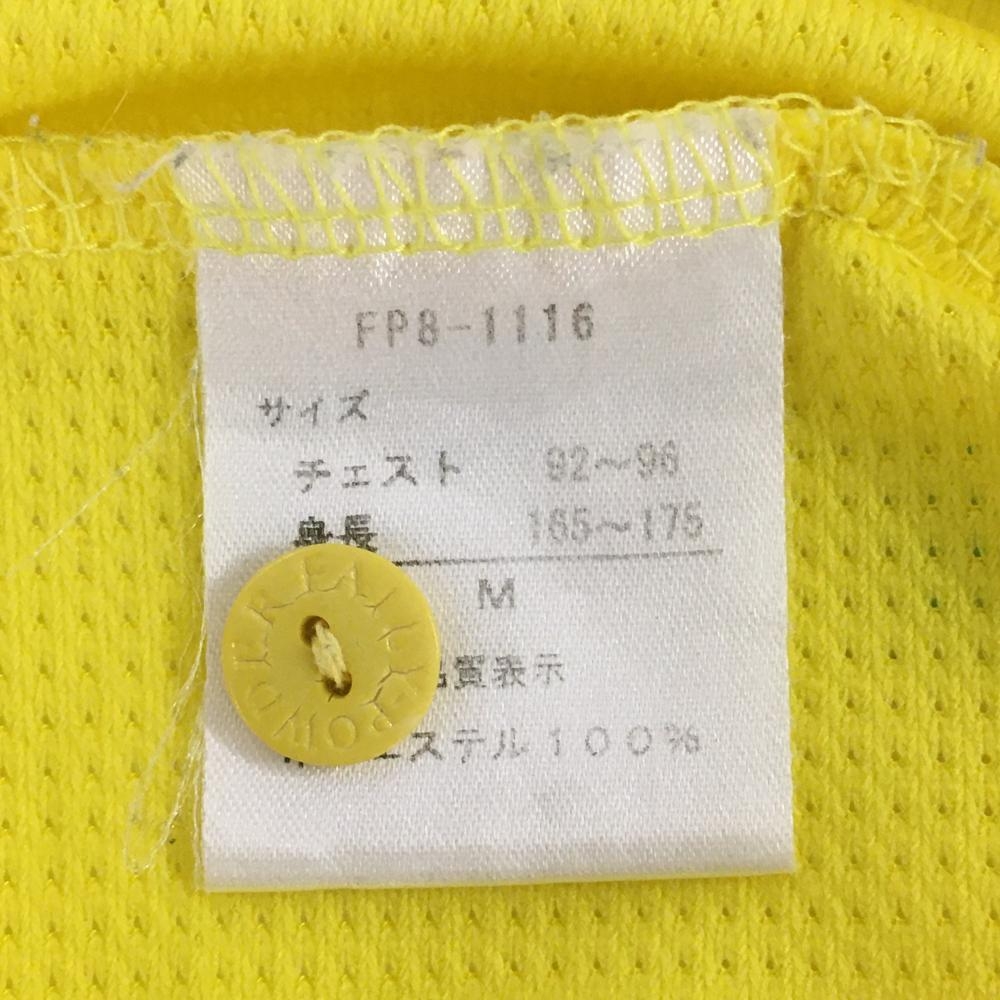 FP8-1116
サイズ
チェスト 92～96
身長 165～175
M
質表示
エステル100%